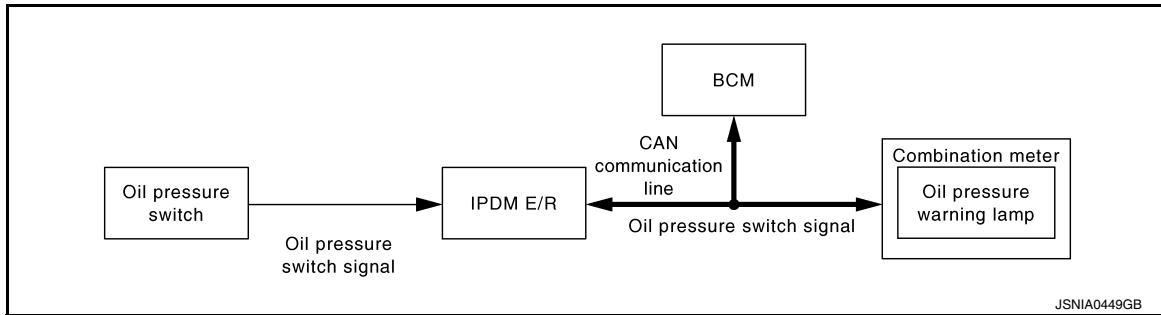 BCM
CAN
communication
line
Combination meter
Oil pressure
switch
IPDM E/R
Oil pressure
warning lamp
Oil pressure
switch signal
Oil pressure switch signal
JSNIA0449GB